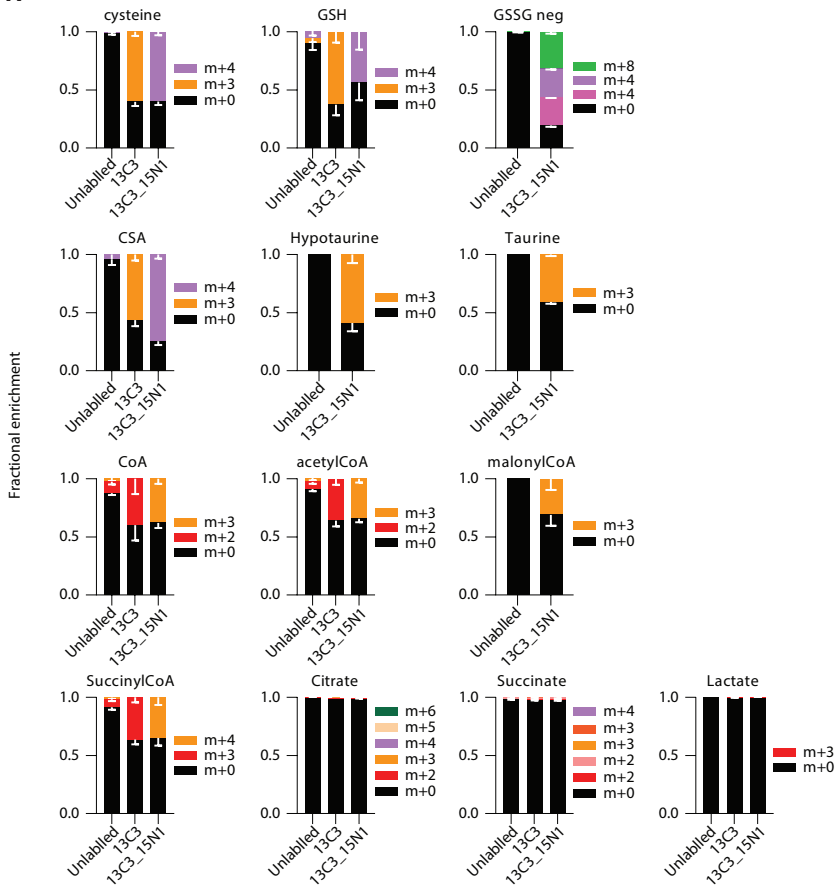 cysteine
1.0
0.5
0.0
m+4
m+3
m+0
Unlablled
13C3
13C3_15N1
GSH
1.0
0.5
0.0
m+4
m+3
m+0
Unlablled
13C3
13C3_15N1
GSSG neg
1.0
0.5
0.0
m+8
m+4
m+4
m+0
Unlablled
13C3_15N1
Fractional enrichment
CSA
1.0
0.5
0.0
m+4
m+3
m+0
Unlablled
13C3
13C3_15N1
Hypotaurine
1.0
0.5
0.0
m+3
m+0
Unlablled
13C3_15N1
Taurine
1.0
0.5
0.0
m+3
m+0
Unlablled
13C3_15N1
CoA
1.0
0.5
0.0
m+3
m+2
m+0
Unlablled
13C3
13C3_15N1
acetylCoA
1.0
0.5
0.0
m+3
m+2
m+0
Unlablled
13C3
13C3_15N1
malonylCoA
1.0
0.5
0.0
m+3
m+0
Unlablled
13C3_15N1
SuccinylCoA
1.0
0.5
0.0
m+4
m+3
m+0
Unlablled
13C3
13C3_15N1
Citrate
1.0
0.5
0.0
m+6
m+5
m+4
m+3
m+2
m+0
Unlablled
13C3
13C3_15N1
Succinate
1.0
0.5
0.0
m+4
m+3
m+3
m+2
m+2
m+0
Unlablled
13C3
13C3_15N1
Lactate
1.0
0.5
0.0
m+3
m+0
Unlablled
13C3
13C3_15N1